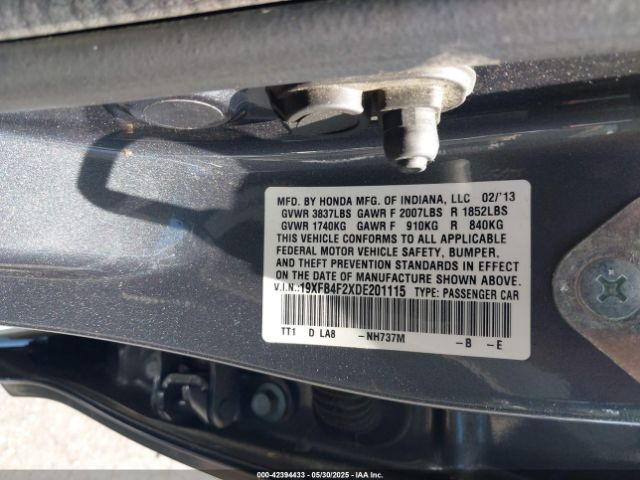 MFD. BY HONDA MFG. OF INDIANA, LLC 02/'13
GVWR 3837LBS GAWR F 2007LBS R 1852LBS
GVWR 1740KG GAWR F 910KG R 840KG
THIS VEHICLE CONFORMS TO ALL APPLICABLE
FEDERAL MOTOR VEHICLE SAFETY, BUMPER,
AND THEFT PREVENTION STANDARDS IN EFFECT
ON THE DATE OF MANUFACTURE SHOWN ABOVE.
V.I.N.:19XFB4F2XDE201115 TYPE: PASSENGER CAR
TT1 D LA8 -NH737M -B -E
000-42394433 - 05/30/2025 - IAAI.COM